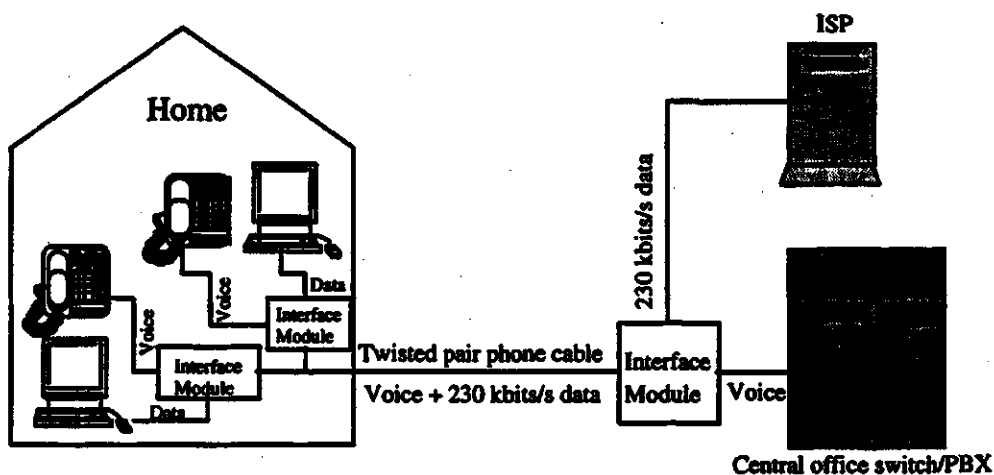 ISP
Home
230 kbits/s data
Data
Voice
Interface
Module
Voice
Interface
Module
Data
Twisted pair phone cable
Voice + 230 kbits/s data
Interface
Module
Voice
Central office switch/PBX